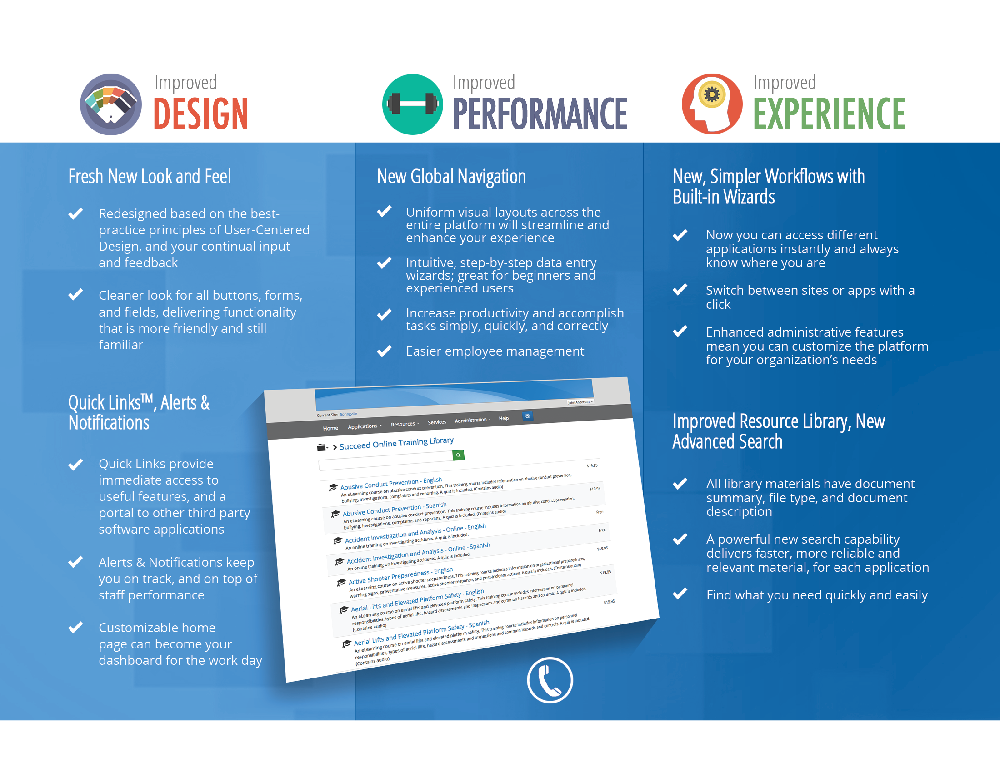 Improved
DESIGN
Improved
PERFORMANCE
Improved
EXPERIENCE
Fresh New Look and Feel
Redesigned based on the best-
practice principles of User-Centered
Design, and your continual input
and feedback
Cleaner look for all buttons, forms,
and fields, delivering functionality
that is more friendly and still
familiar
Quick Links™, Alerts &
Notifications
Quick Links provide
immediate access to
useful features, and a
portal to other third party
software applications
Alerts & Notifications keep
you on track, and on top of
staff performance
Customizable home
page can become your
dashboard for the work day
New Global Navigation
Uniform visual layouts across the
entire platform will streamline and
enhance your experience
Intuitive, step-by-step data entry
wizards; great for beginners and
experienced users
Increase productivity and accomplish
tasks simply, quickly, and correctly
Easier employee management
John Anderson
Current Site: Springville
Home Applications Resources Services Administration Help
Succeed Online Training Library
Abusive Conduct Prevention - English $19.95
An eLearning course on abusive conduct prevention. This training course includes information on abusive conduct prevention,
bullying, investigations, complaints and reporting. A quiz is included. (Contains audio)
Abusive Conduct Prevention - Spanish $19.95
An eLearning course on abusive conduct prevention. This training course includes information on abusive conduct prevention,
bullying, investigations, complaints and reporting. A quiz is included. (Contains audio)
Accident Investigation and Analysis - Online - English Free
An online training on investigating accidents. A quiz is included.
Accident Investigation and Analysis - Online - Spanish Free
An online training on investigating accidents. A quiz is included.
Active Shooter Preparedness - English $19.95
An eLearning course on active shooter preparedness. This training course includes information on organizational preparedness,
warning signs, preventative measures, active shooter response, and post-incident actions. A quiz is included. (Contains audio)
Aerial Lifts and Elevated Platform Safety - English $19.95
An eLearning course on aerial lifts and elevated platform safety. This training course includes information on personnel
responsibilities, types of aerial lifts, hazard assessments and inspections and common hazards and controls. A quiz is included.
(Contains audio)
Aerial Lifts and Elevated Platform Safety - Spanish $19.95
An eLearning course on aerial lifts and elevated platform safety. This training course includes information on personnel
responsibilities, types of aerial lifts, hazard assessments and inspections and common hazards and controls. A quiz is included.
(Contains audio)
New, Simpler Workflows with
Built-in Wizards
Now you can access different
applications instantly and always
know where you are
Switch between sites or apps with a
click
Enhanced administrative features
mean you can customize the platform
for your organization's needs
Improved Resource Library, New
Advanced Search
All library materials have document
summary, file type, and document
description
A powerful new search capability
delivers faster, more reliable and
relevant material, for each application
Find what you need quickly and easily